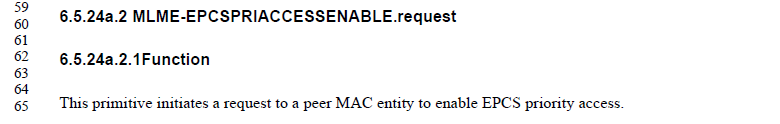 59
60 6.5.24a.2 MLME-EPCSPRIACCESSENABLE.request
61
62 6.5.24a.2.1Function
63
64
65 This primitive initiates a request to a peer MAC entity to enable EPCS priority access.